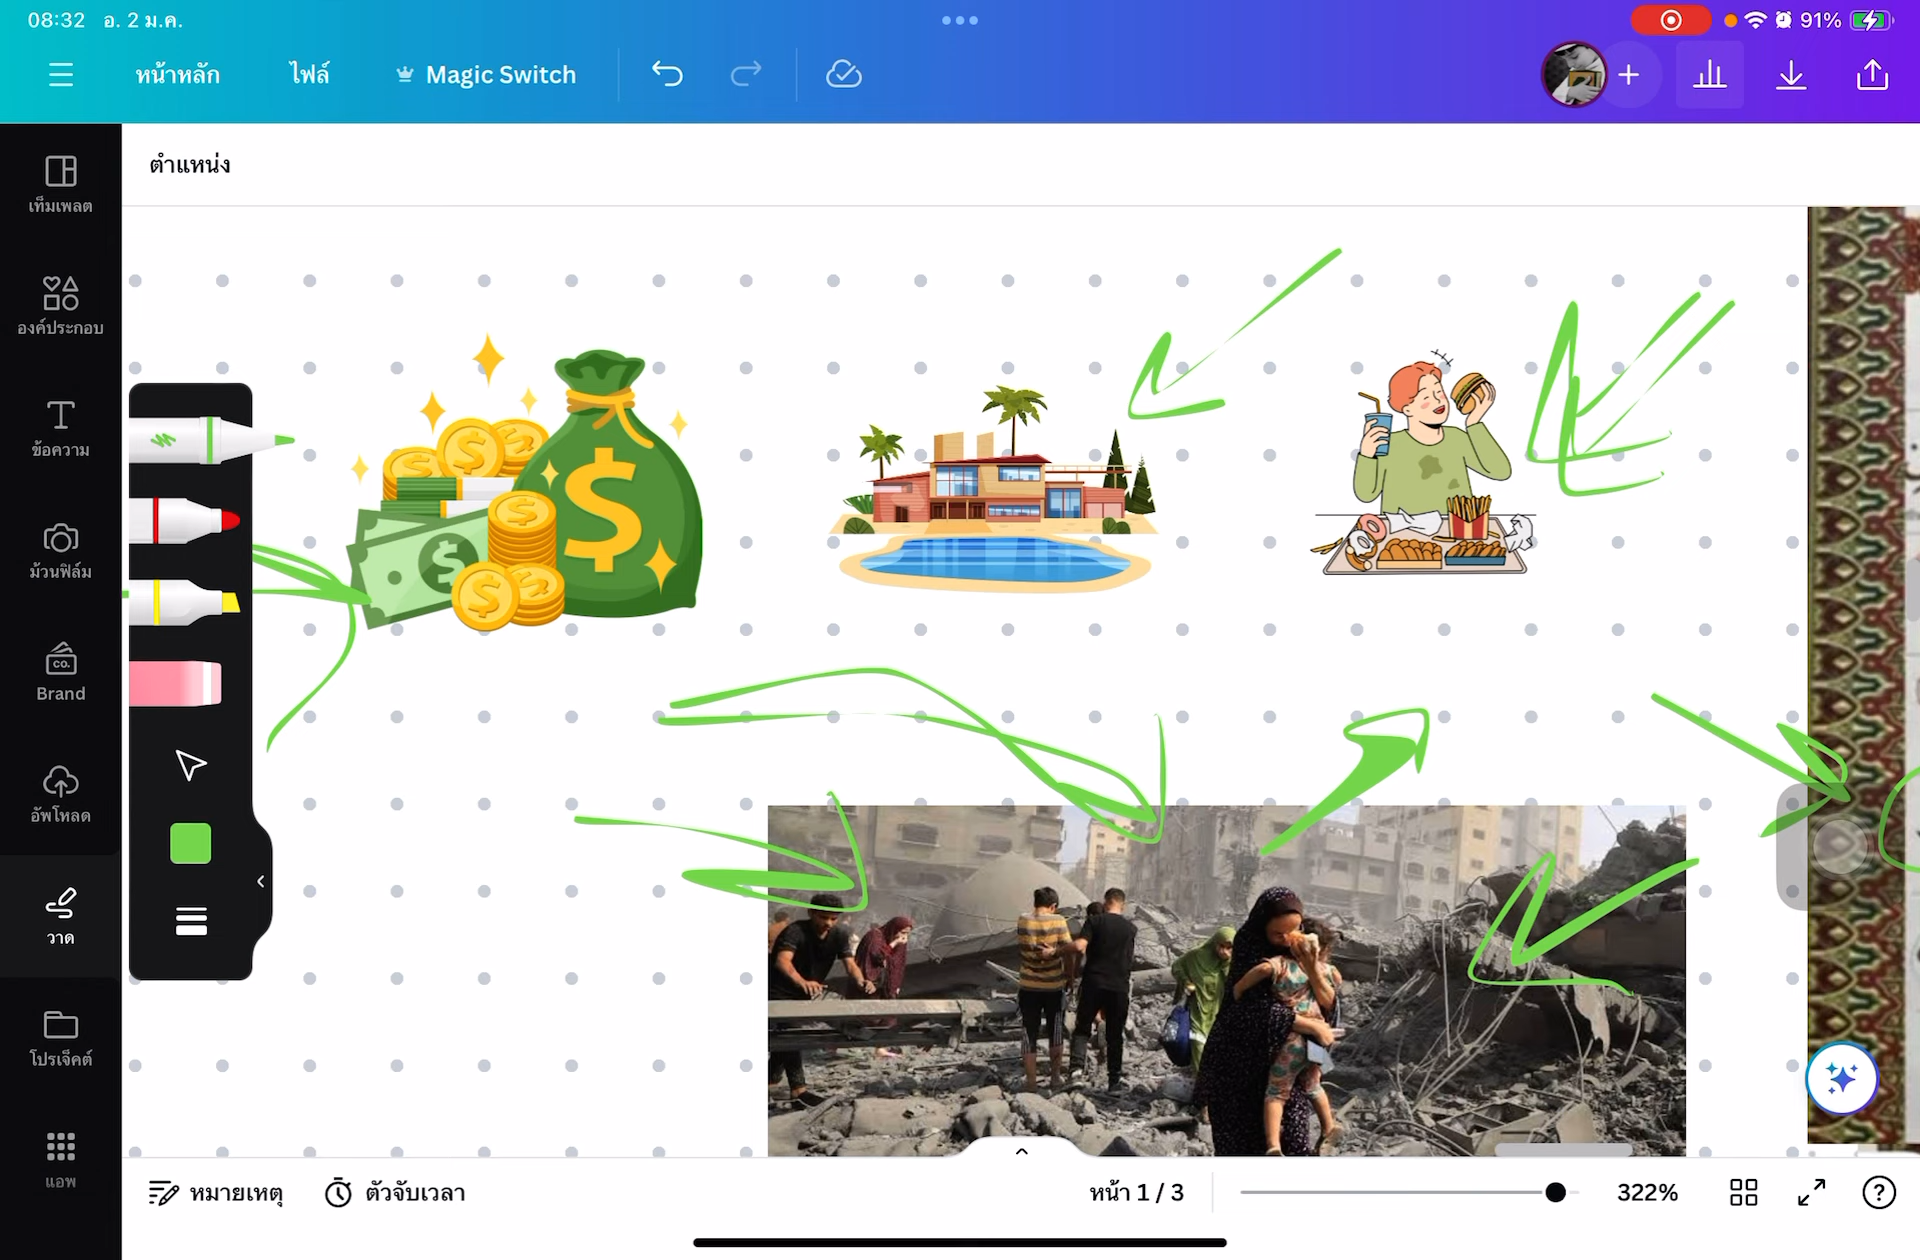 08:32 อ. 2 ม.ค.
91%
หน้าหลัก ไฟล์ Magic Switch
ตำแหน่ง
เท็มเพลต
องค์ประกอบ
ข้อความ
ม้วนฟิล์ม
CO.
Brand
อัพโหลด
วาด
โปรเจ็คต์
แอพ
หมายเหตุ ตัวจับเวลา หน้า 1 / 3 322%